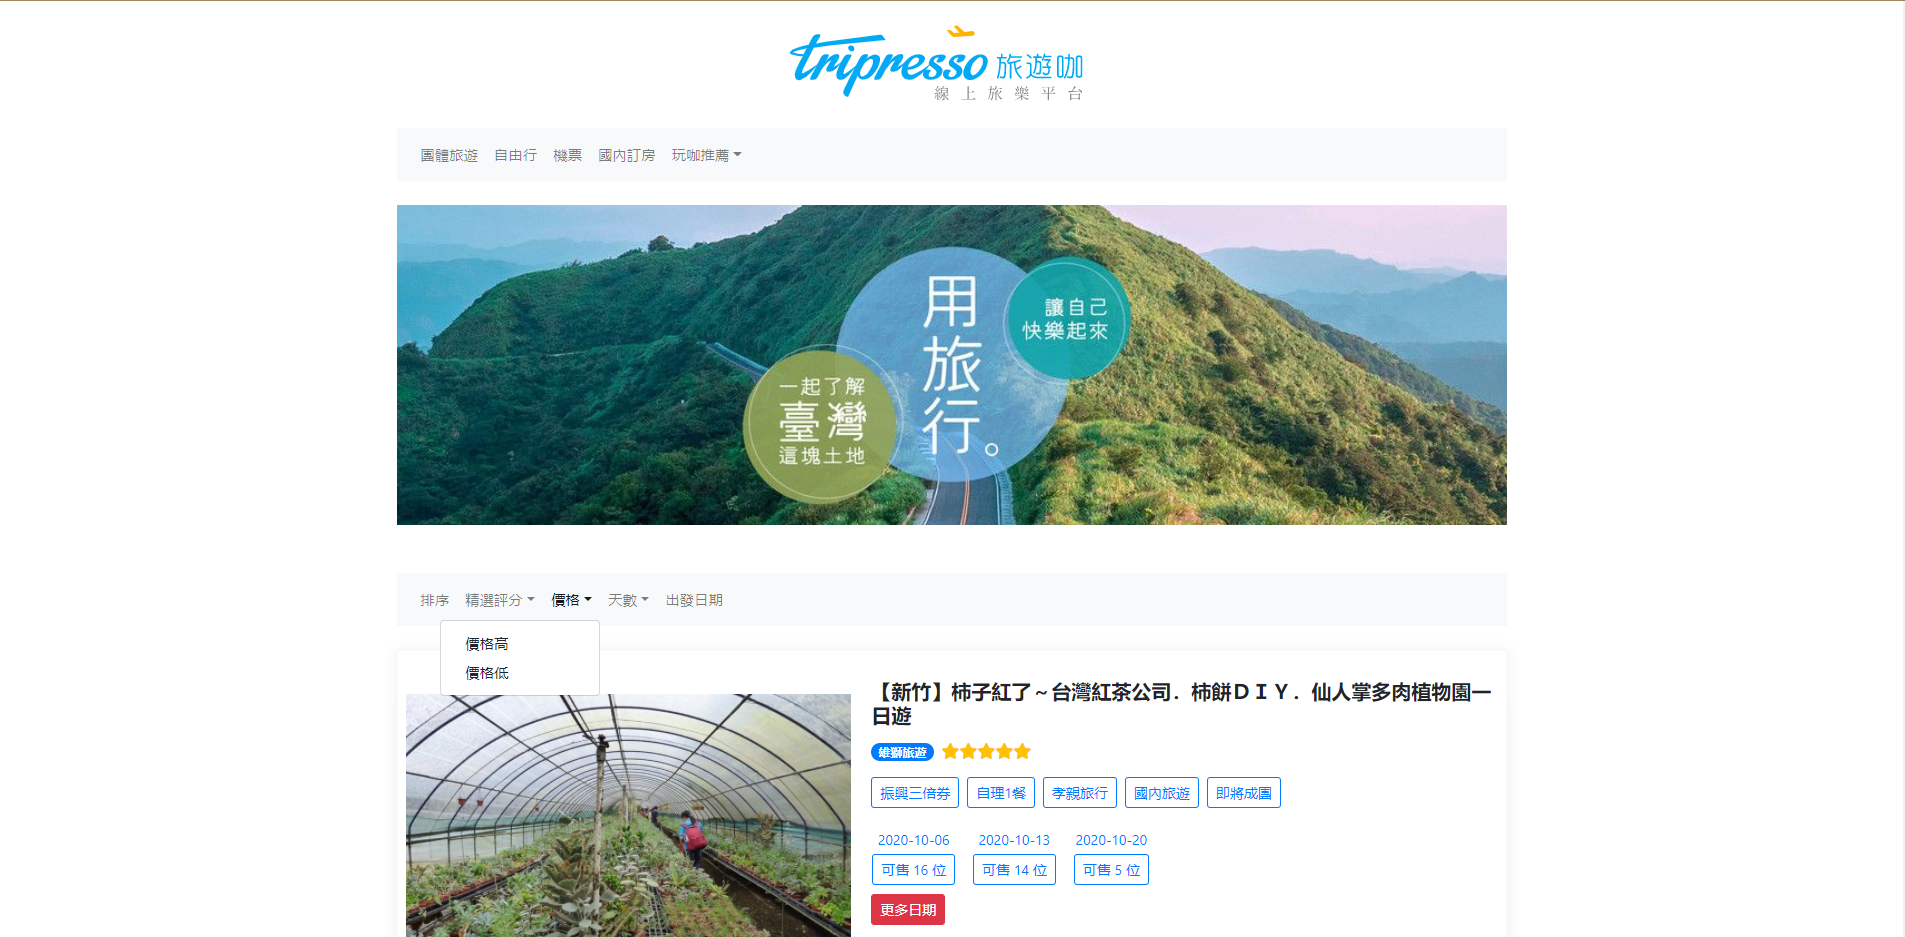 tripresso 旅遊咖
線上旅樂平台
團體旅遊 自由行 機票 國內訂房 玩咖推薦
用旅行。
讓自己
快樂起來
一起了解
臺灣
這塊土地
排序 精選評分 價格 天數 出發日期
價格高
價格低
【新竹】柿子紅了～台灣紅茶公司．柿餅ＤＩＹ．仙人掌多肉植物園一
日遊
雄獅旅遊
振興三倍券 自理1餐 孝親旅行 國內旅遊 即將成團
2020-10-06 2020-10-13 2020-10-20
可售 16 位 可售 14 位 可售 5 位
更多日期